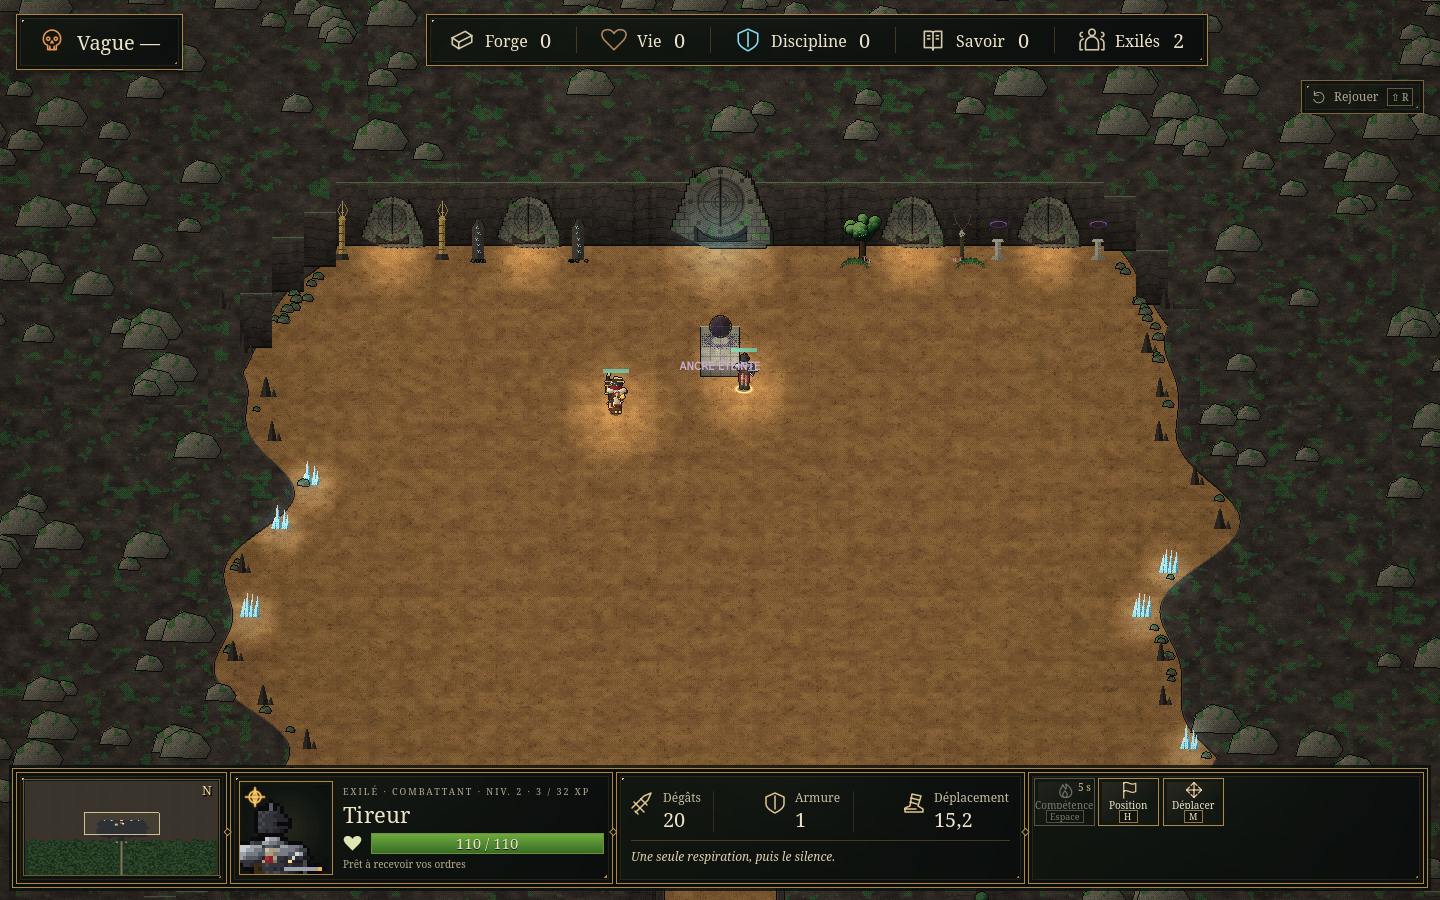 Vague —
Forge 0
Vie 0
Discipline 0
Savoir 0
Exilés 2
Rejouer ⇧ R
ANCRE ÉTEINTE
N
EXILÉ · COMBATTANT · NIV. 2 · 3 / 32 XP
Tireur
110 / 110
Prêt à recevoir vos ordres
Dégâts
20
Armure
1
Déplacement
15,2
Une seule respiration, puis le silence.
5 s
Compétence
Espace
Position
H
Déplacer
M